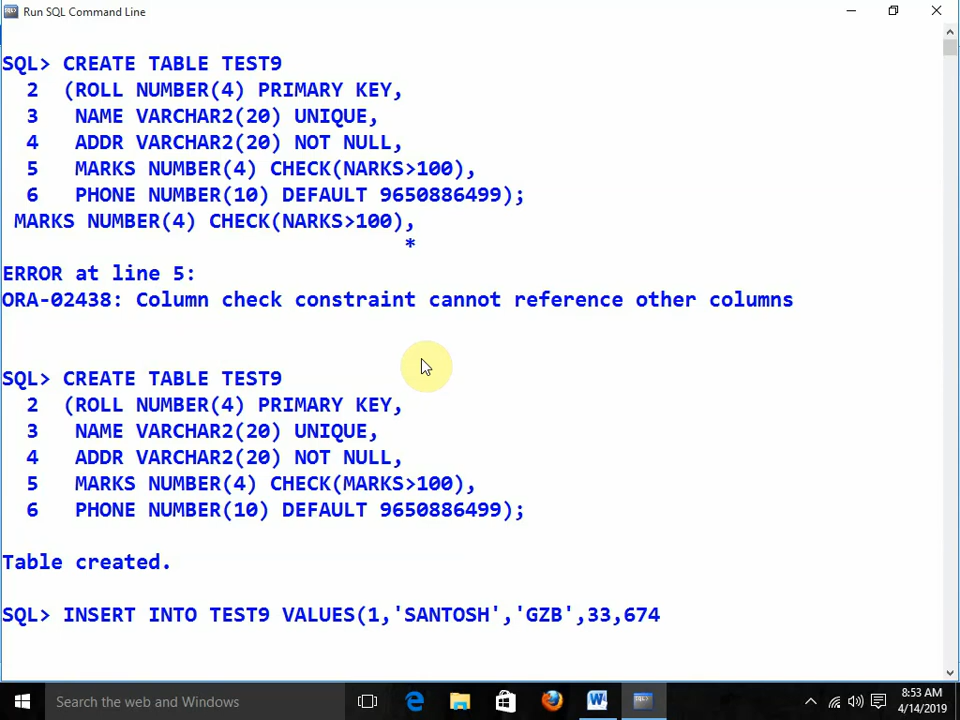 Run SQL Command Line
SQL> CREATE TABLE TEST9
2 (ROLL NUMBER(4) PRIMARY KEY,
3 NAME VARCHAR2(20) UNIQUE,
4 ADDR VARCHAR2(20) NOT NULL,
5 MARKS NUMBER(4) CHECK(NARKS>100),
6 PHONE NUMBER(10) DEFAULT 9650886499);
MARKS NUMBER(4) CHECK(NARKS>100),
*
ERROR at line 5:
ORA-02438: Column check constraint cannot reference other columns
SQL> CREATE TABLE TEST9
2 (ROLL NUMBER(4) PRIMARY KEY,
3 NAME VARCHAR2(20) UNIQUE,
4 ADDR VARCHAR2(20) NOT NULL,
5 MARKS NUMBER(4) CHECK(MARKS>100),
6 PHONE NUMBER(10) DEFAULT 9650886499);
Table created.
SQL> INSERT INTO TEST9 VALUES(1,'SANTOSH','GZB',33,674
Search the web and Windows
8:53 AM
4/14/2019